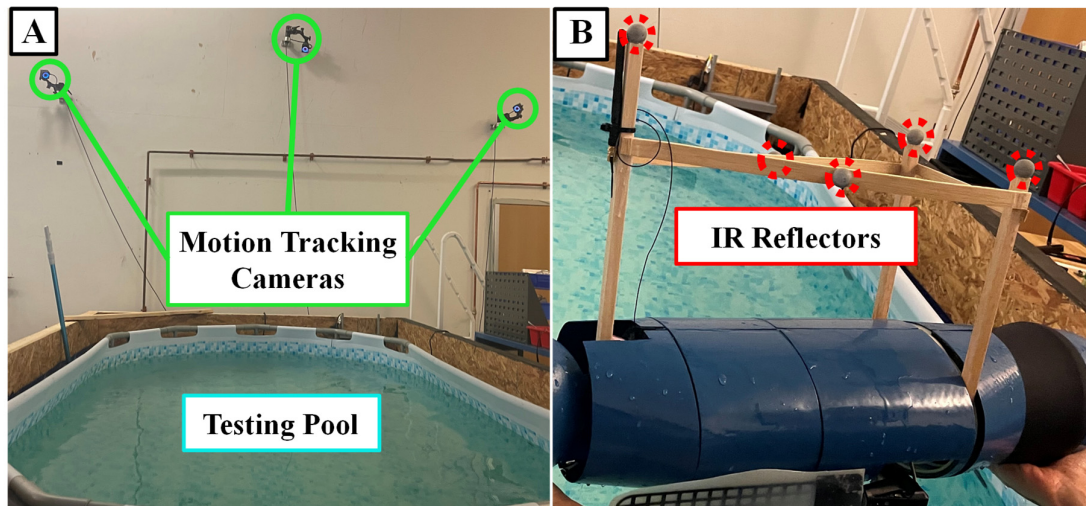 A
Motion Tracking
Cameras
Testing Pool
B
IR Reflectors